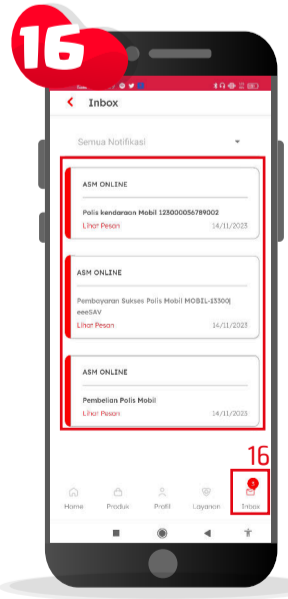 16
Inbox
Semua Notifikasi
ASM ONLINE
Polis kendaraan Mobil 123000056789002
Lihat Pesan 14/11/2023
ASM ONLINE
Pembayaran Sukses Polis Mobil MOBIL-13300|
eeeSAV
Lihat Pesan 14/11/2023
ASM ONLINE
Pembelian Polis Mobil
Lihat Pesan 14/11/2023
16
Home Produk Profil Layanan Inbox